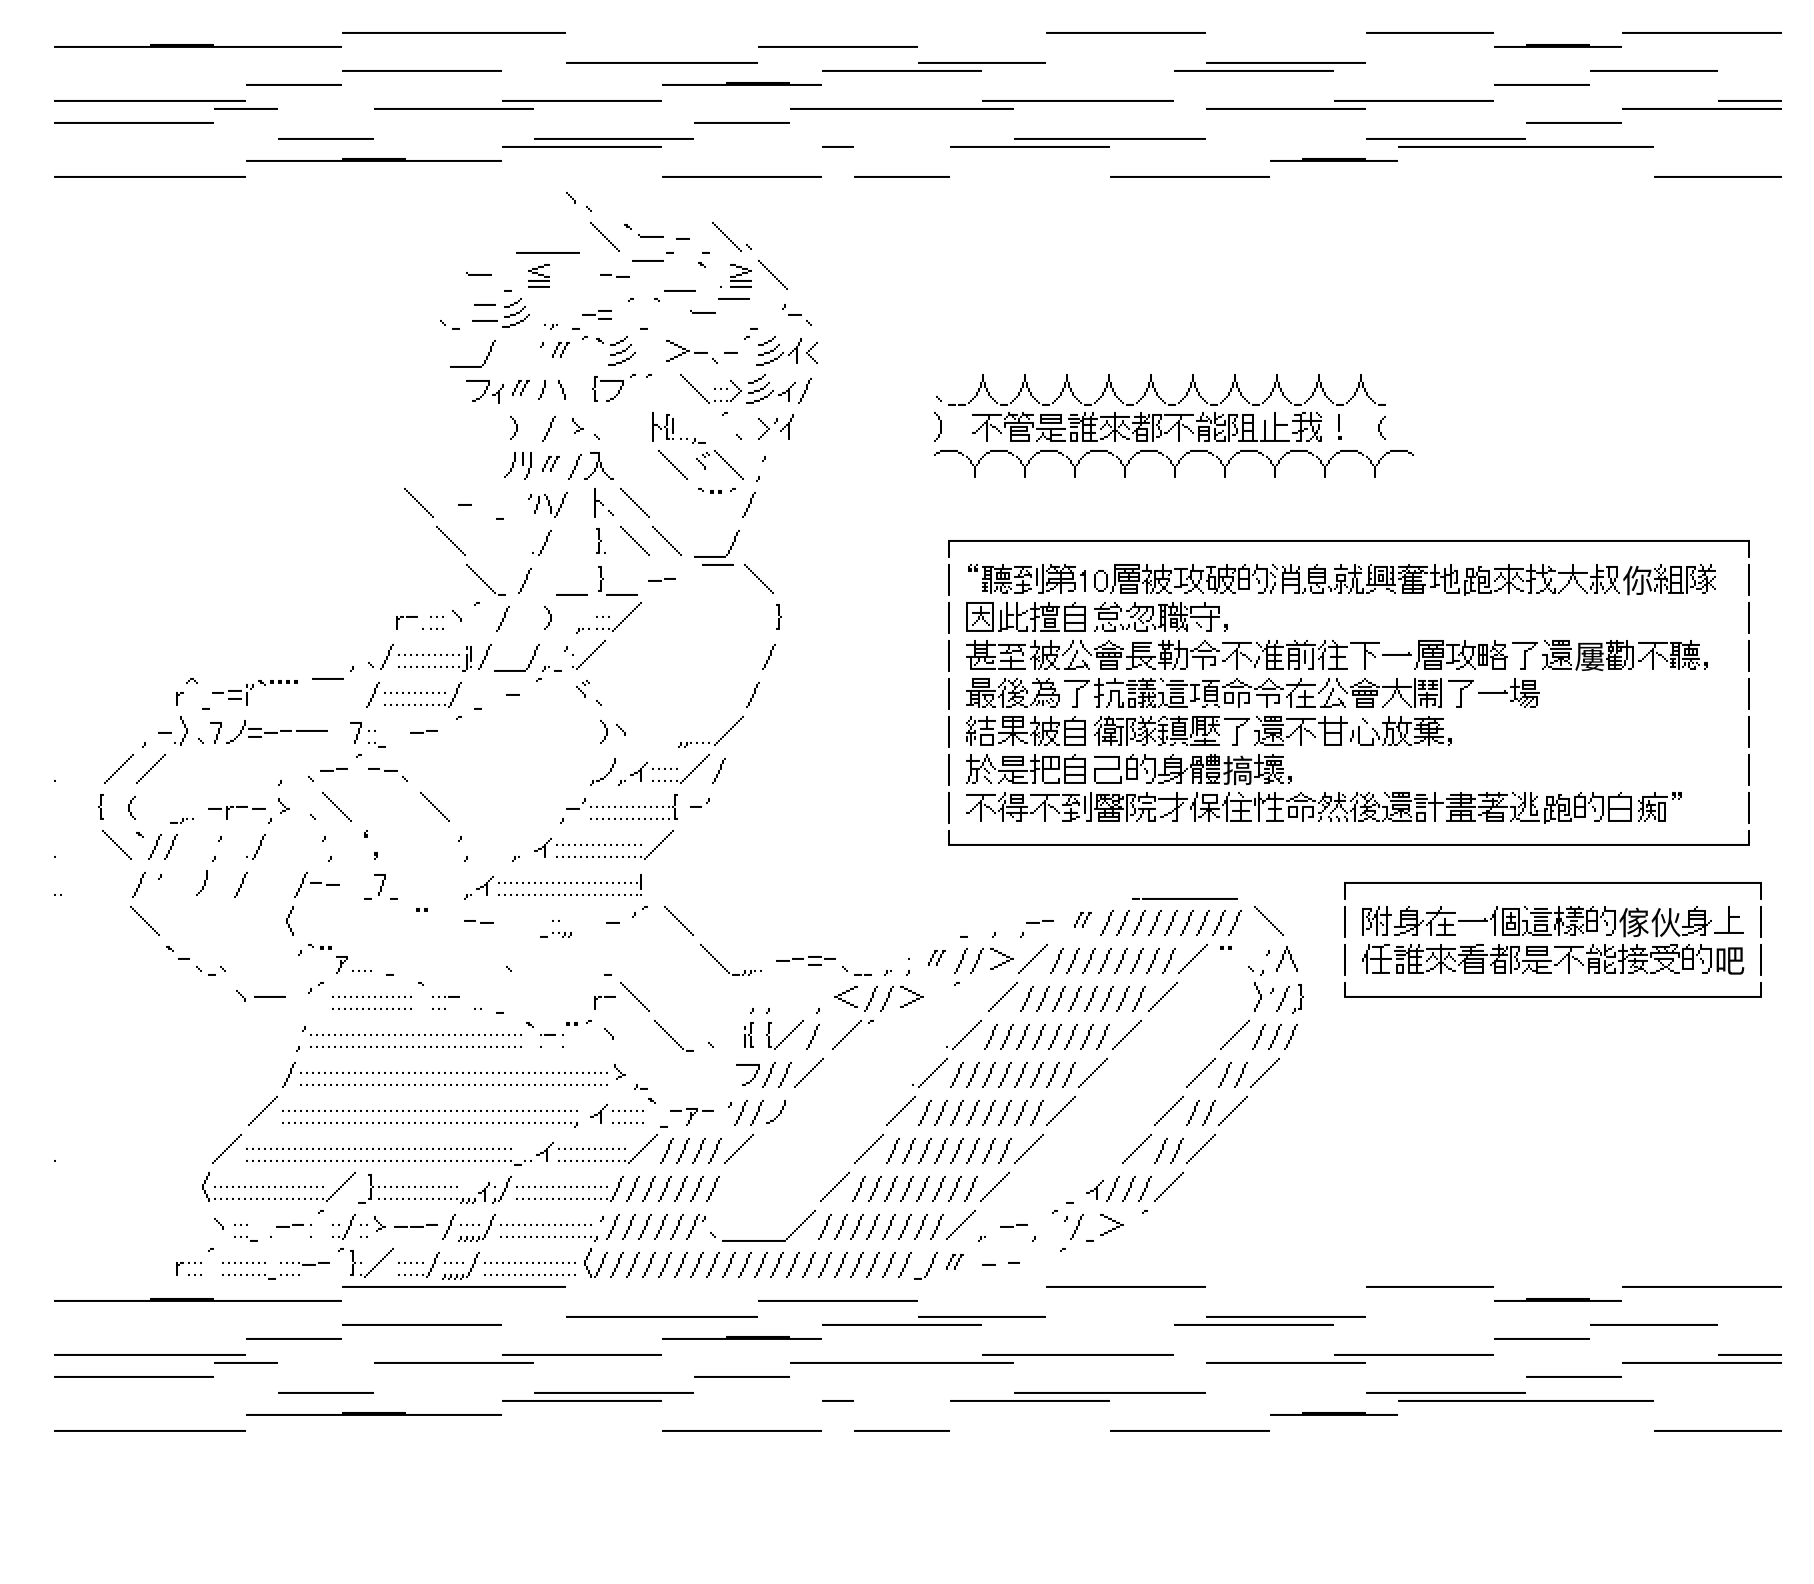 不管是誰來都不能阻止我！
“聽到第10層被攻破的消息就興奮地跑來找大叔你組隊
因此擅自怠忽職守，
甚至被公會長勒令不准前往下一層攻略了還屢勸不聽，
最後為了抗議這項命令在公會大鬧了一場
結果被自衛隊鎮壓了還不甘心放棄，
於是把自己的身體搞壞，
不得不到醫院才保住性命然後還計畫著逃跑的白痴”
附身在一個這樣的傢伙身上
任誰來看都是不能接受的吧